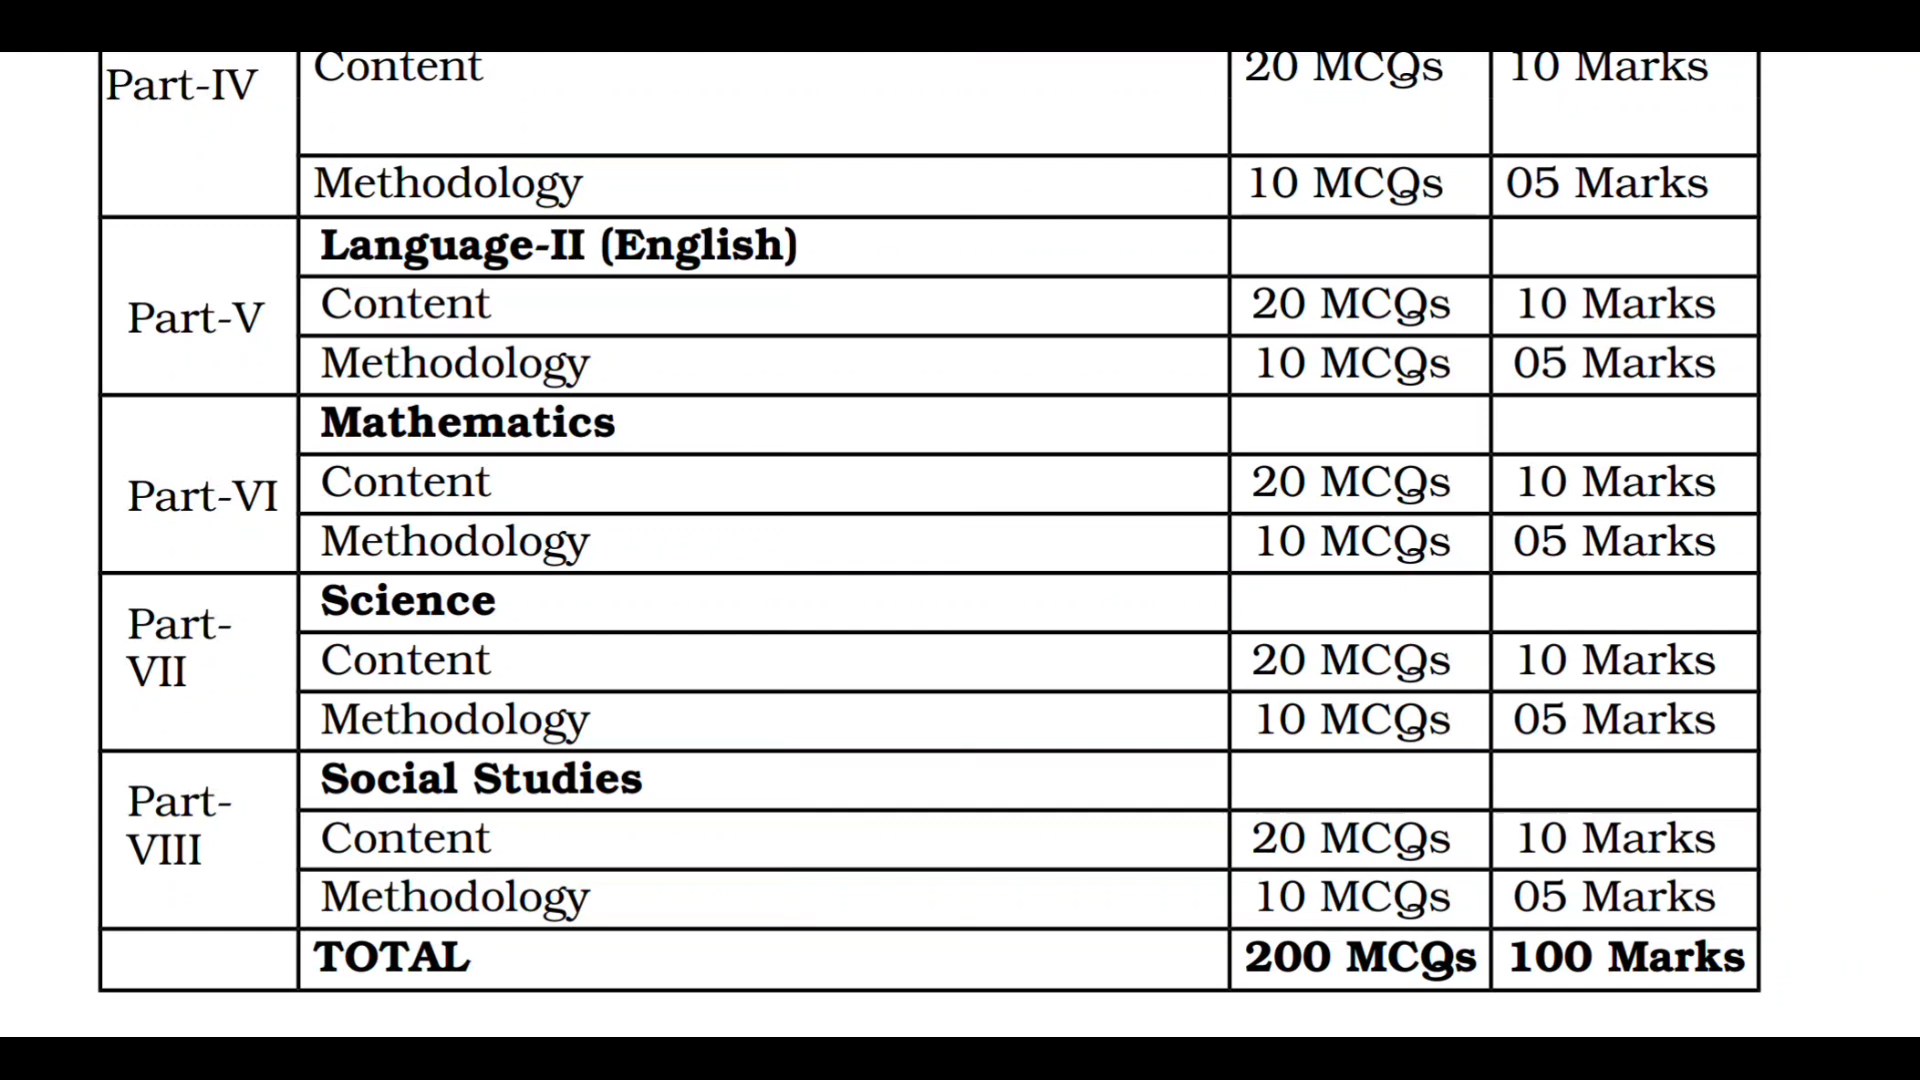 Part-IV Content 20 MCQs 10 Marks
Methodology 10 MCQs 05 Marks
Language-II (English)
Part-V Content 20 MCQs 10 Marks
Methodology 10 MCQs 05 Marks
Mathematics
Part-VI Content 20 MCQs 10 Marks
Methodology 10 MCQs 05 Marks
Science
Part-
VII
Content 20 MCQs 10 Marks
Methodology 10 MCQs 05 Marks
Social Studies
Part-
VIII
Content 20 MCQs 10 Marks
Methodology 10 MCQs 05 Marks
TOTAL 200 MCQs 100 Marks